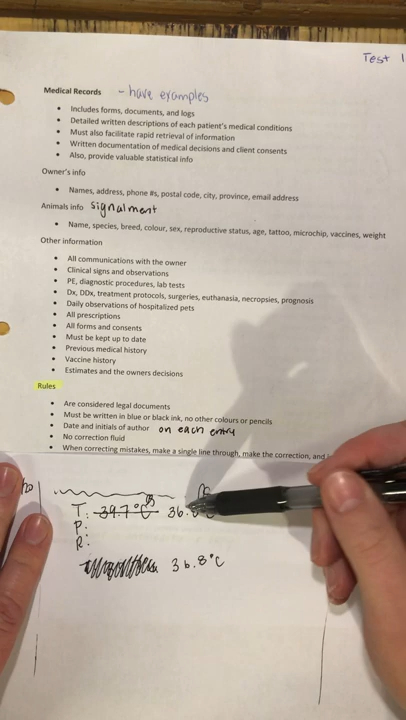 Test 1
Medical Records - have examples
• Includes forms, documents, and logs
• Detailed written descriptions of each patient's medical conditions
• Must also facilitate rapid retrieval of information
• Written documentation of medical decisions and client consents
• Also, provide valuable statistical info
Owner's info
• Names, address, phone #s, postal code, city, province, email address
Animals info signalment
• Name, species, breed, colour, sex, reproductive status, age, tattoo, microchip, vaccines, weight
Other information
• All communications with the owner
• Clinical signs and observations
• PE, diagnostic procedures, lab tests
• Dx, DDx, treatment protocols, surgeries, euthanasia, necropsies, prognosis
• Daily observations of hospitalized pets
• All prescriptions
• All forms and consents
• Must be kept up to date
• Previous medical history
• Vaccine history
• Estimates and the owners decisions
Rules
• Are considered legal documents
• Must be written in blue or black ink, no other colours or pencils
• Date and initials of author on each entry
• No correction fluid
• When correcting mistakes, make a single line through, make the correction, and
T: 39.7°C 36.
P:
R:
36.8°C